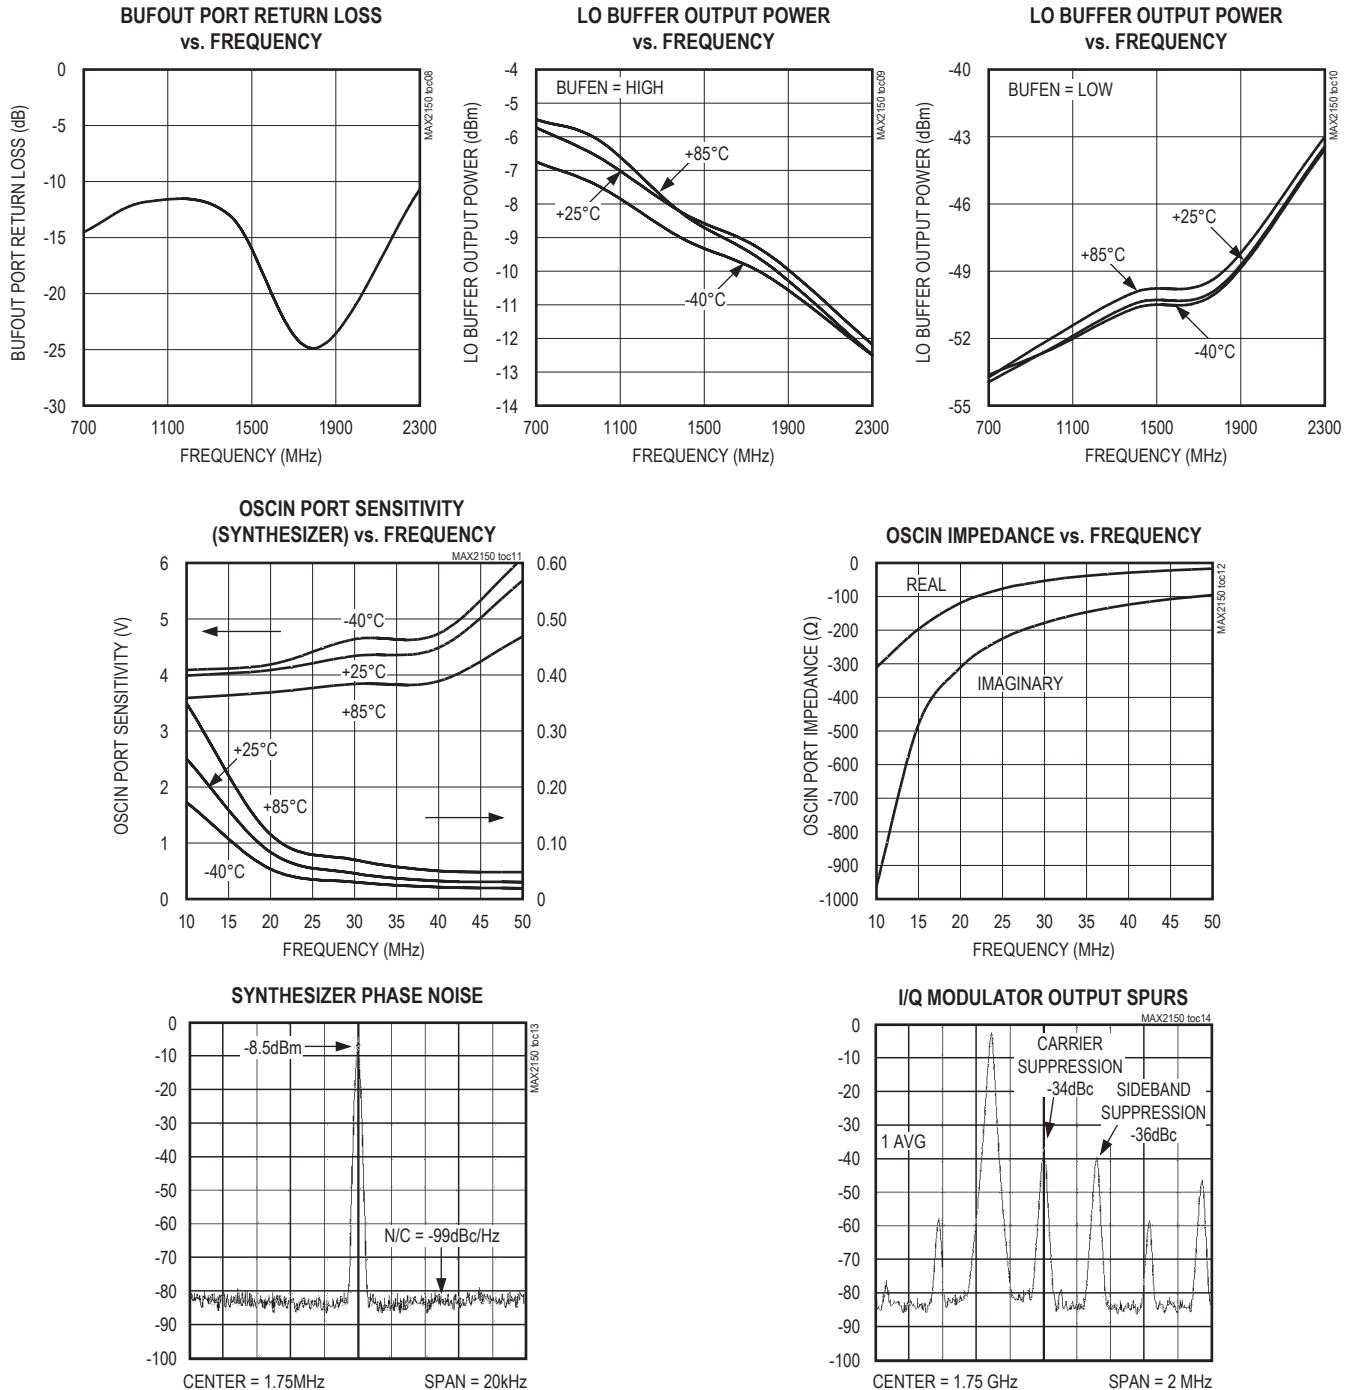 BUFOUT PORT RETURN LOSS
vs. FREQUENCY
MAX2150 toc08
BUFOUT PORT RETURN LOSS (dB)
0
-5
-10
-15
-20
-25
-30
700 1100 1500 1900 2300
FREQUENCY (MHz)
LO BUFFER OUTPUT POWER
vs. FREQUENCY
MAX2150 toc09
BUFEN = HIGH
LO BUFFER OUTPUT POWER (dBm)
-4
-5
-6
-7
-8
-9
-10
-11
-12
-13
-14
+85°C
+25°C
-40°C
700 1100 1500 1900 2300
FREQUENCY (MHz)
LO BUFFER OUTPUT POWER
vs. FREQUENCY
MAX2150 toc10
BUFEN = LOW
LO BUFFER OUTPUT POWER (dBm)
-40
-43
-46
-49
-52
-55
+25°C
+85°C
-40°C
700 1100 1500 1900 2300
FREQUENCY (MHz)
OSCIN PORT SENSITIVITY
(SYNTHESIZER) vs. FREQUENCY
MAX2150 toc11
OSCIN PORT SENSITIVITY (V)
6
5
4
3
2
1
0
0.60
0.50
0.40
0.30
0.20
0.10
0
-40°C
+25°C
+85°C
+25°C
+85°C
-40°C
10 15 20 25 30 35 40 45 50
FREQUENCY (MHz)
OSCIN IMPEDANCE vs. FREQUENCY
MAX2150 toc12
OSCIN PORT IMPEDANCE (Ω)
0
-100
-200
-300
-400
-500
-600
-700
-800
-900
-1000
REAL
IMAGINARY
10 15 20 25 30 35 40 45 50
FREQUENCY (MHz)
SYNTHESIZER PHASE NOISE
MAX2150 toc13
0
-10
-20
-30
-40
-50
-60
-70
-80
-90
-100
-8.5dBm
N/C = -99dBc/Hz
CENTER = 1.75MHz SPAN = 20kHz
I/Q MODULATOR OUTPUT SPURS
MAX2150 toc14
0
-10
-20
-30
-40
-50
-60
-70
-80
-90
-100
CARRIER
SUPPRESSION
-34dBc
SIDEBAND
SUPPRESSION
-36dBc
1 AVG
CENTER = 1.75 GHz SPAN = 2 MHz